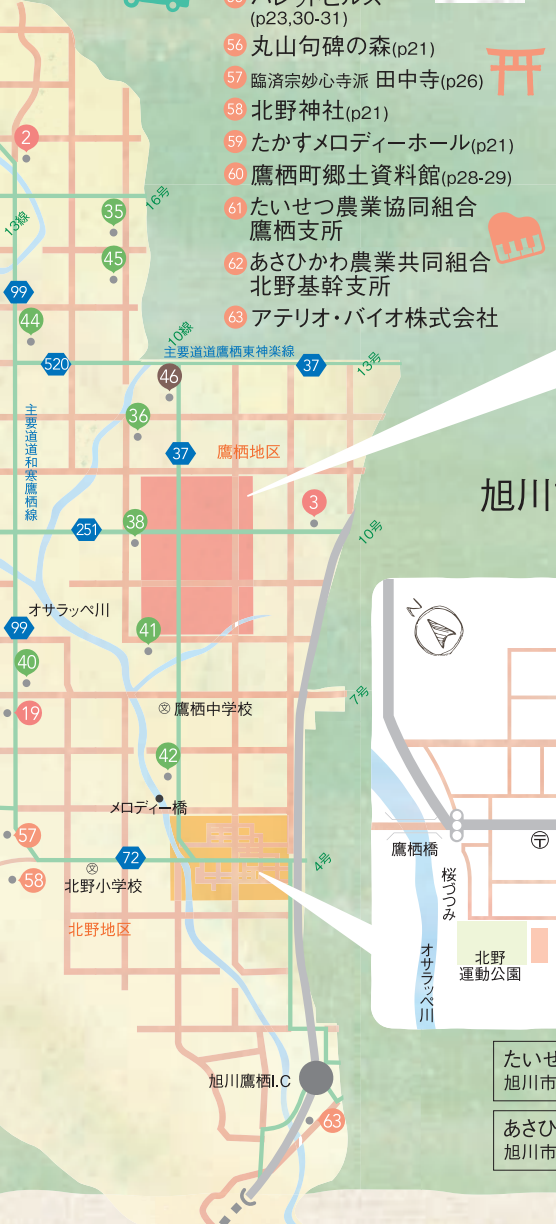 (p23,30-31)
56 丸山句碑の森(p21)
57 臨済宗妙心寺派 田中寺(p26)
58 北野神社(p21)
59 たかすメロディーホール(p21)
60 鷹栖町郷土資料館(p28-29)
61 たいせつ農業協同組合
鷹栖支所
62 あさひかわ農業共同組合
北野基幹支所
63 アテリオ・バイオ株式会社
2
13線
35
16号
45
99
44
10線
主要道道鷹栖東神楽線
520
46
37
13号
主要道道和寒鷹栖線
36
37
鷹栖地区
旭川
3
251
38
10号
オサラッペ川
99
41
40
19
7号
文 鷹栖中学校
42
メロディー橋
57
72
文
58
北野小学校
4号
北野地区
N
鷹栖橋
〒
桜づつみ
オサラッペ川
北野
運動公園
旭川鷹栖I.C
63
たいせ
旭川市
あさひ
旭川市